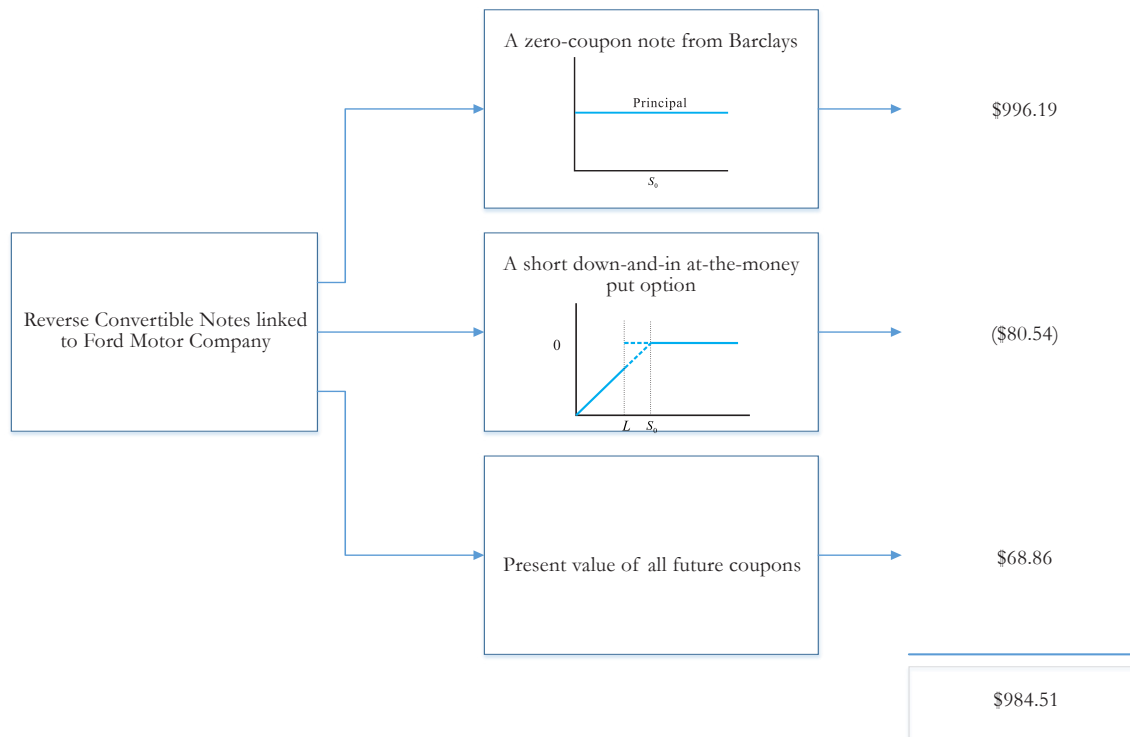 A zero-coupon note from Barclays
Principal
S₀
$996.19
Reverse Convertible Notes linked
to Ford Motor Company
A short down-and-in at-the-money
put option
0
L S₀
($80.54)
Present value of all future coupons
$68.86
$984.51